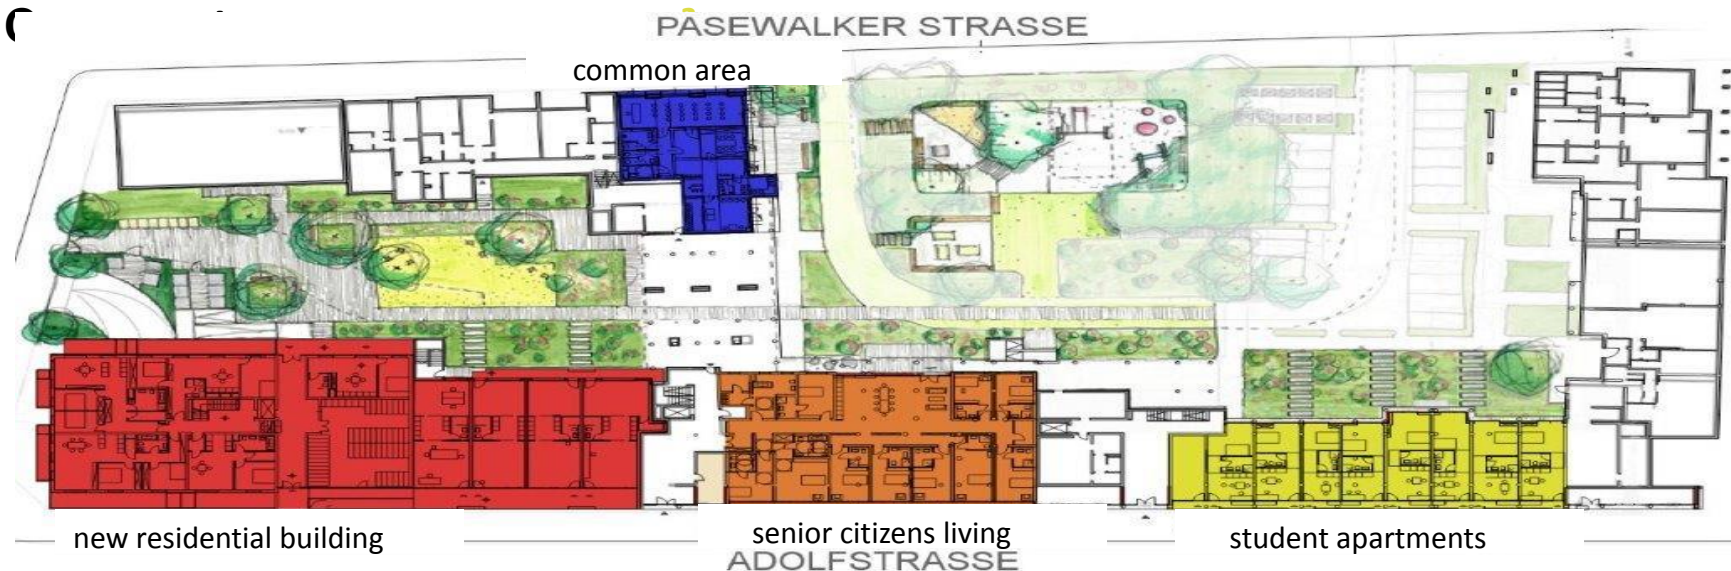 PASEWALKER STRASSE
common area
new residential building
senior citizens living
student apartments
ADOLFSTRASSE